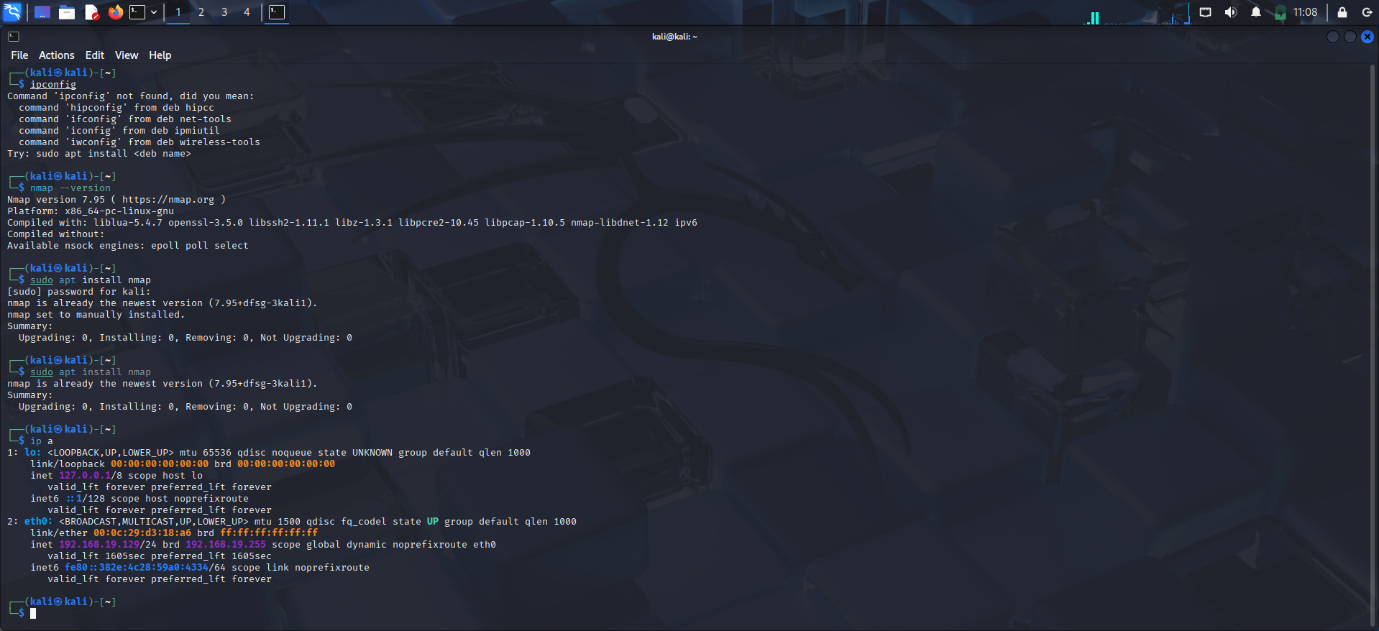 1 2 3 4 11:08
kali@kali: ~
File Actions Edit View Help
┌──(kali㉿kali)-[~]
└─$ ipconfig
Command 'ipconfig' not found, did you mean:
  command 'hipconfig' from deb hipcc
  command 'ifconfig' from deb net-tools
  command 'iconfig' from deb ipmiutil
  command 'iwconfig' from deb wireless-tools
Try: sudo apt install <deb name>
┌──(kali㉿kali)-[~]
└─$ nmap --version
Nmap version 7.95 ( https://nmap.org )
Platform: x86_64-pc-linux-gnu
Compiled with: liblua-5.4.7 openssl-3.5.0 libssh2-1.11.1 libz-1.3.1 libpcre2-10.45 libpcap-1.10.5 nmap-libdnet-1.12 ipv6
Compiled without:
Available nsock engines: epoll poll select
┌──(kali㉿kali)-[~]
└─$ sudo apt install nmap
[sudo] password for kali:
nmap is already the newest version (7.95+dfsg-3kali1).
nmap set to manually installed.
Summary:
  Upgrading: 0, Installing: 0, Removing: 0, Not Upgrading: 0
┌──(kali㉿kali)-[~]
└─$ sudo apt install nmap
nmap is already the newest version (7.95+dfsg-3kali1).
Summary:
  Upgrading: 0, Installing: 0, Removing: 0, Not Upgrading: 0
┌──(kali㉿kali)-[~]
└─$ ip a
1: lo: <LOOPBACK,UP,LOWER_UP> mtu 65536 qdisc noqueue state UNKNOWN group default qlen 1000
    link/loopback 00:00:00:00:00:00 brd 00:00:00:00:00:00
    inet 127.0.0.1/8 scope host lo
       valid_lft forever preferred_lft forever
    inet6 ::1/128 scope host noprefixroute
       valid_lft forever preferred_lft forever
2: eth0: <BROADCAST,MULTICAST,UP,LOWER_UP> mtu 1500 qdisc fq_codel state UP group default qlen 1000
    link/ether 00:0c:29:d3:18:a6 brd ff:ff:ff:ff:ff:ff
    inet 192.168.19.129/24 brd 192.168.19.255 scope global dynamic noprefixroute eth0
       valid_lft 1605sec preferred_lft 1605sec
    inet6 fe80::382e:4c28:59a0:4334/64 scope link noprefixroute
       valid_lft forever preferred_lft forever
┌──(kali㉿kali)-[~]
└─$